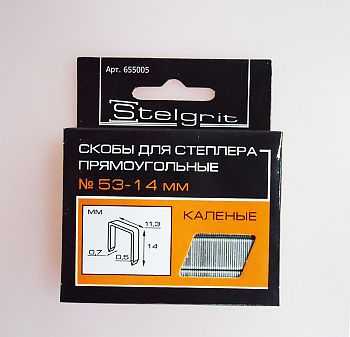 Арт. 655005
Stelgrit
СКОБЫ ДЛЯ СТЕПЛЕРА
ПРЯМОУГОЛЬНЫЕ
№ 53-14 мм
мм
11,3
14
0,7
0,5
КАЛЕНЫЕ